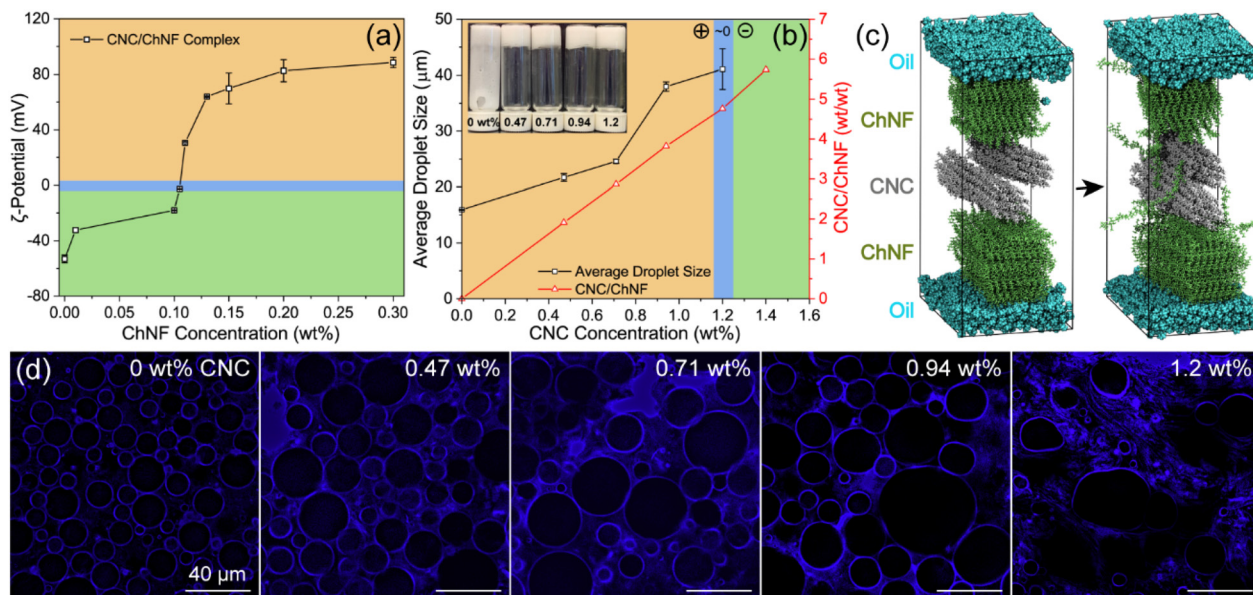 (a)
CNC/ChNF Complex
ζ-Potential (mV)
120
80
40
0
-40
-80
0.00 0.05 0.10 0.15 0.20 0.25 0.30
ChNF Concentration (wt%)
(b)
⊕ ~0 ⊖
0 wt% 0.47 0.71 0.94 1.2
Average Droplet Size (µm)
50
40
30
20
10
0
Average Droplet Size
CNC/ChNF
0.0 0.2 0.4 0.6 0.8 1.0 1.2 1.4 1.6
CNC Concentration (wt%)
7
6
5
4
3
2
1
0
CNC/ChNF (wt/wt)
(c)
Oil
ChNF
CNC
ChNF
Oil
(d)
0 wt% CNC
0.47 wt%
0.71 wt%
0.94 wt%
1.2 wt%
40 µm